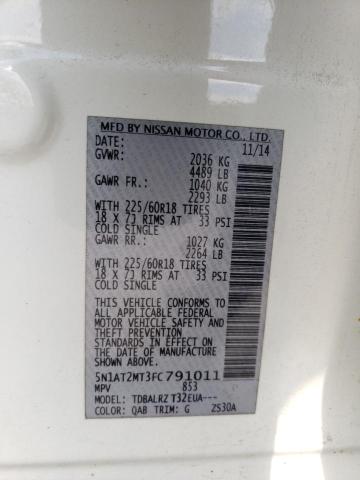 MFD BY NISSAN MOTOR CO., LTD.
DATE: 11/14
GVWR: 2036 KG
4489 LB
GAWR FR.: 1040 KG
2293 LB
WITH 225/60R18 TIRES
18 X 7J RIMS AT 33 PSI
COLD SINGLE
GAWR RR.: 1027 KG
2264 LB
WITH 225/60R18 TIRES
18 X 7J RIMS AT 33 PSI
COLD SINGLE
THIS VEHICLE CONFORMS TO
ALL APPLICABLE FEDERAL
MOTOR VEHICLE SAFETY AND
THEFT PREVENTION
STANDARDS IN EFFECT ON
THE DATE OF MANUFACTURE
SHOWN ABOVE
5N1AT2MT3FC791011
MPV 853
MODEL: TDBALRZ T32EUA---
COLOR: QAB TRIM: G ZS30A